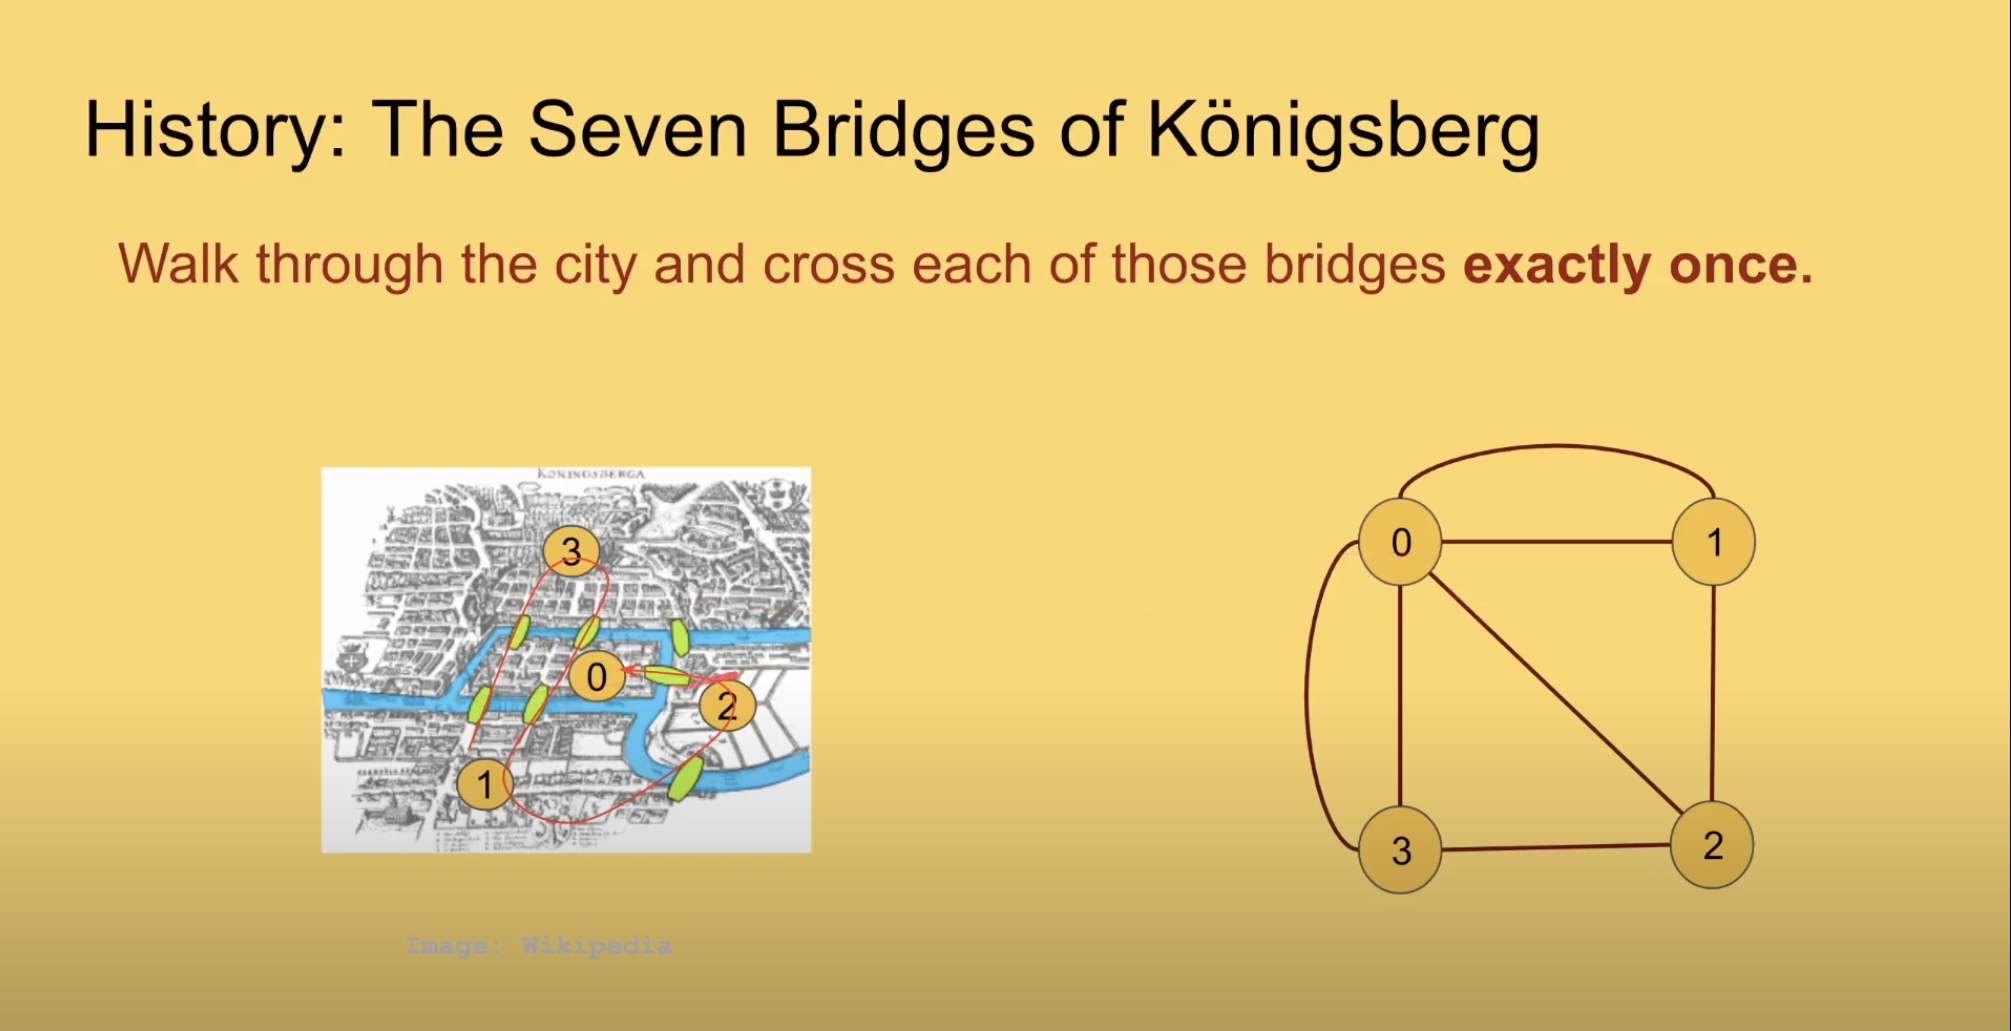 History: The Seven Bridges of Königsberg
Walk through the city and cross each of those bridges exactly once.
KONINGSBERGA
3
0
2
1
0
1
3
2
Image: Wikipedia